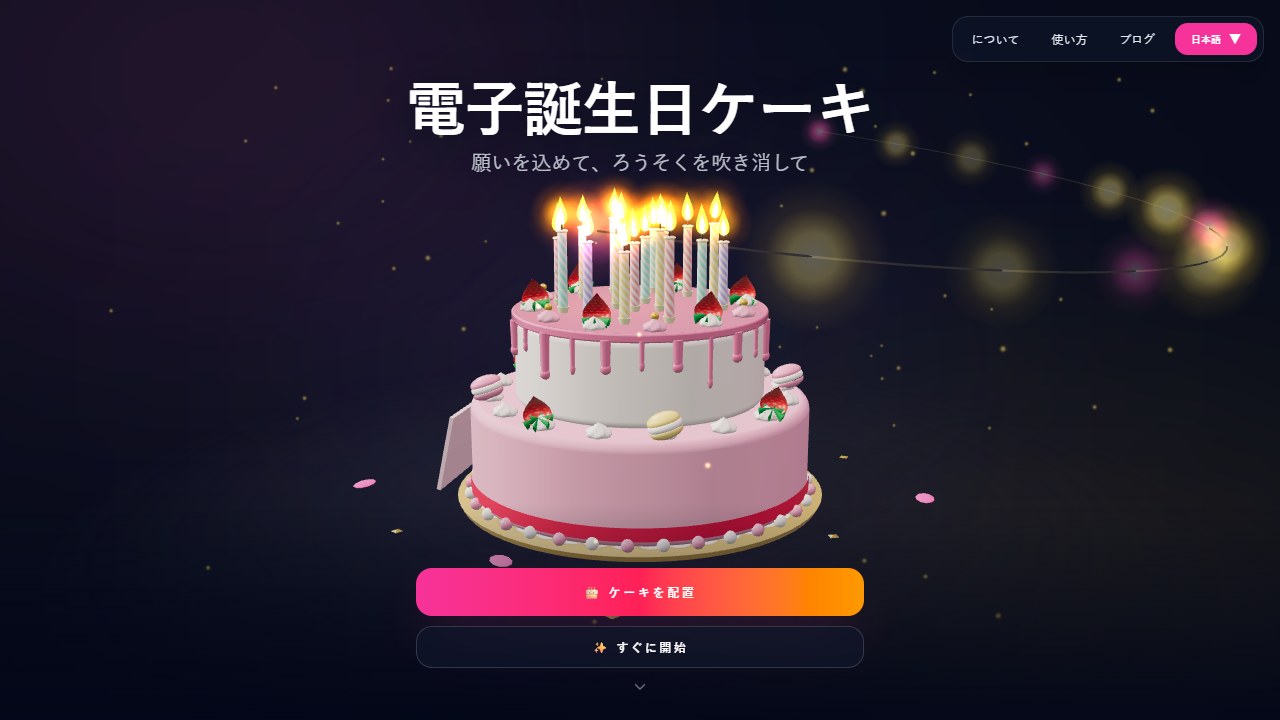 について 使い方 ブログ 日本語 ▼
電子誕生日ケーキ
願いを込めて、ろうそくを吹き消して
🎂 ケーキを配置
✨ すぐに開始